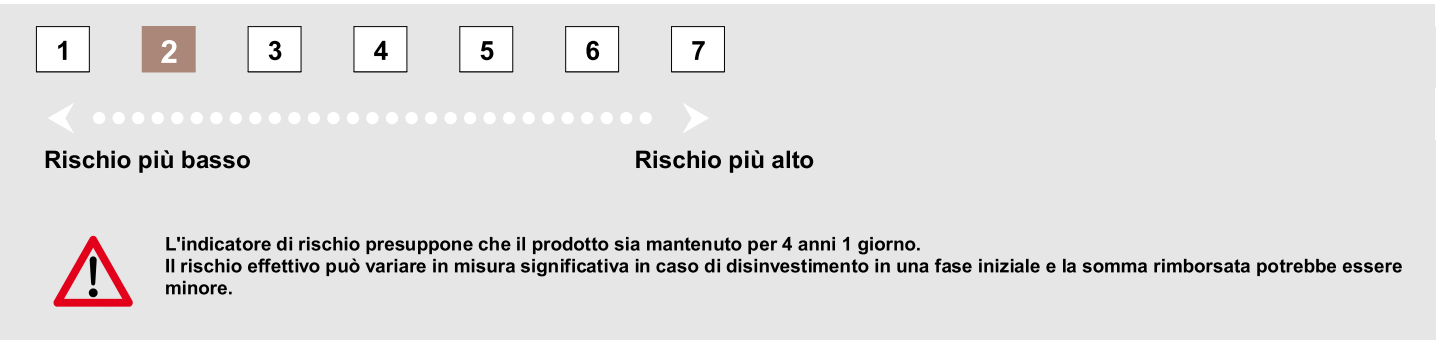 1 2 3 4 5 6 7
Rischio più basso Rischio più alto
L'indicatore di rischio presuppone che il prodotto sia mantenuto per 4 anni 1 giorno.
Il rischio effettivo può variare in misura significativa in caso di disinvestimento in una fase iniziale e la somma rimborsata potrebbe essere
minore.